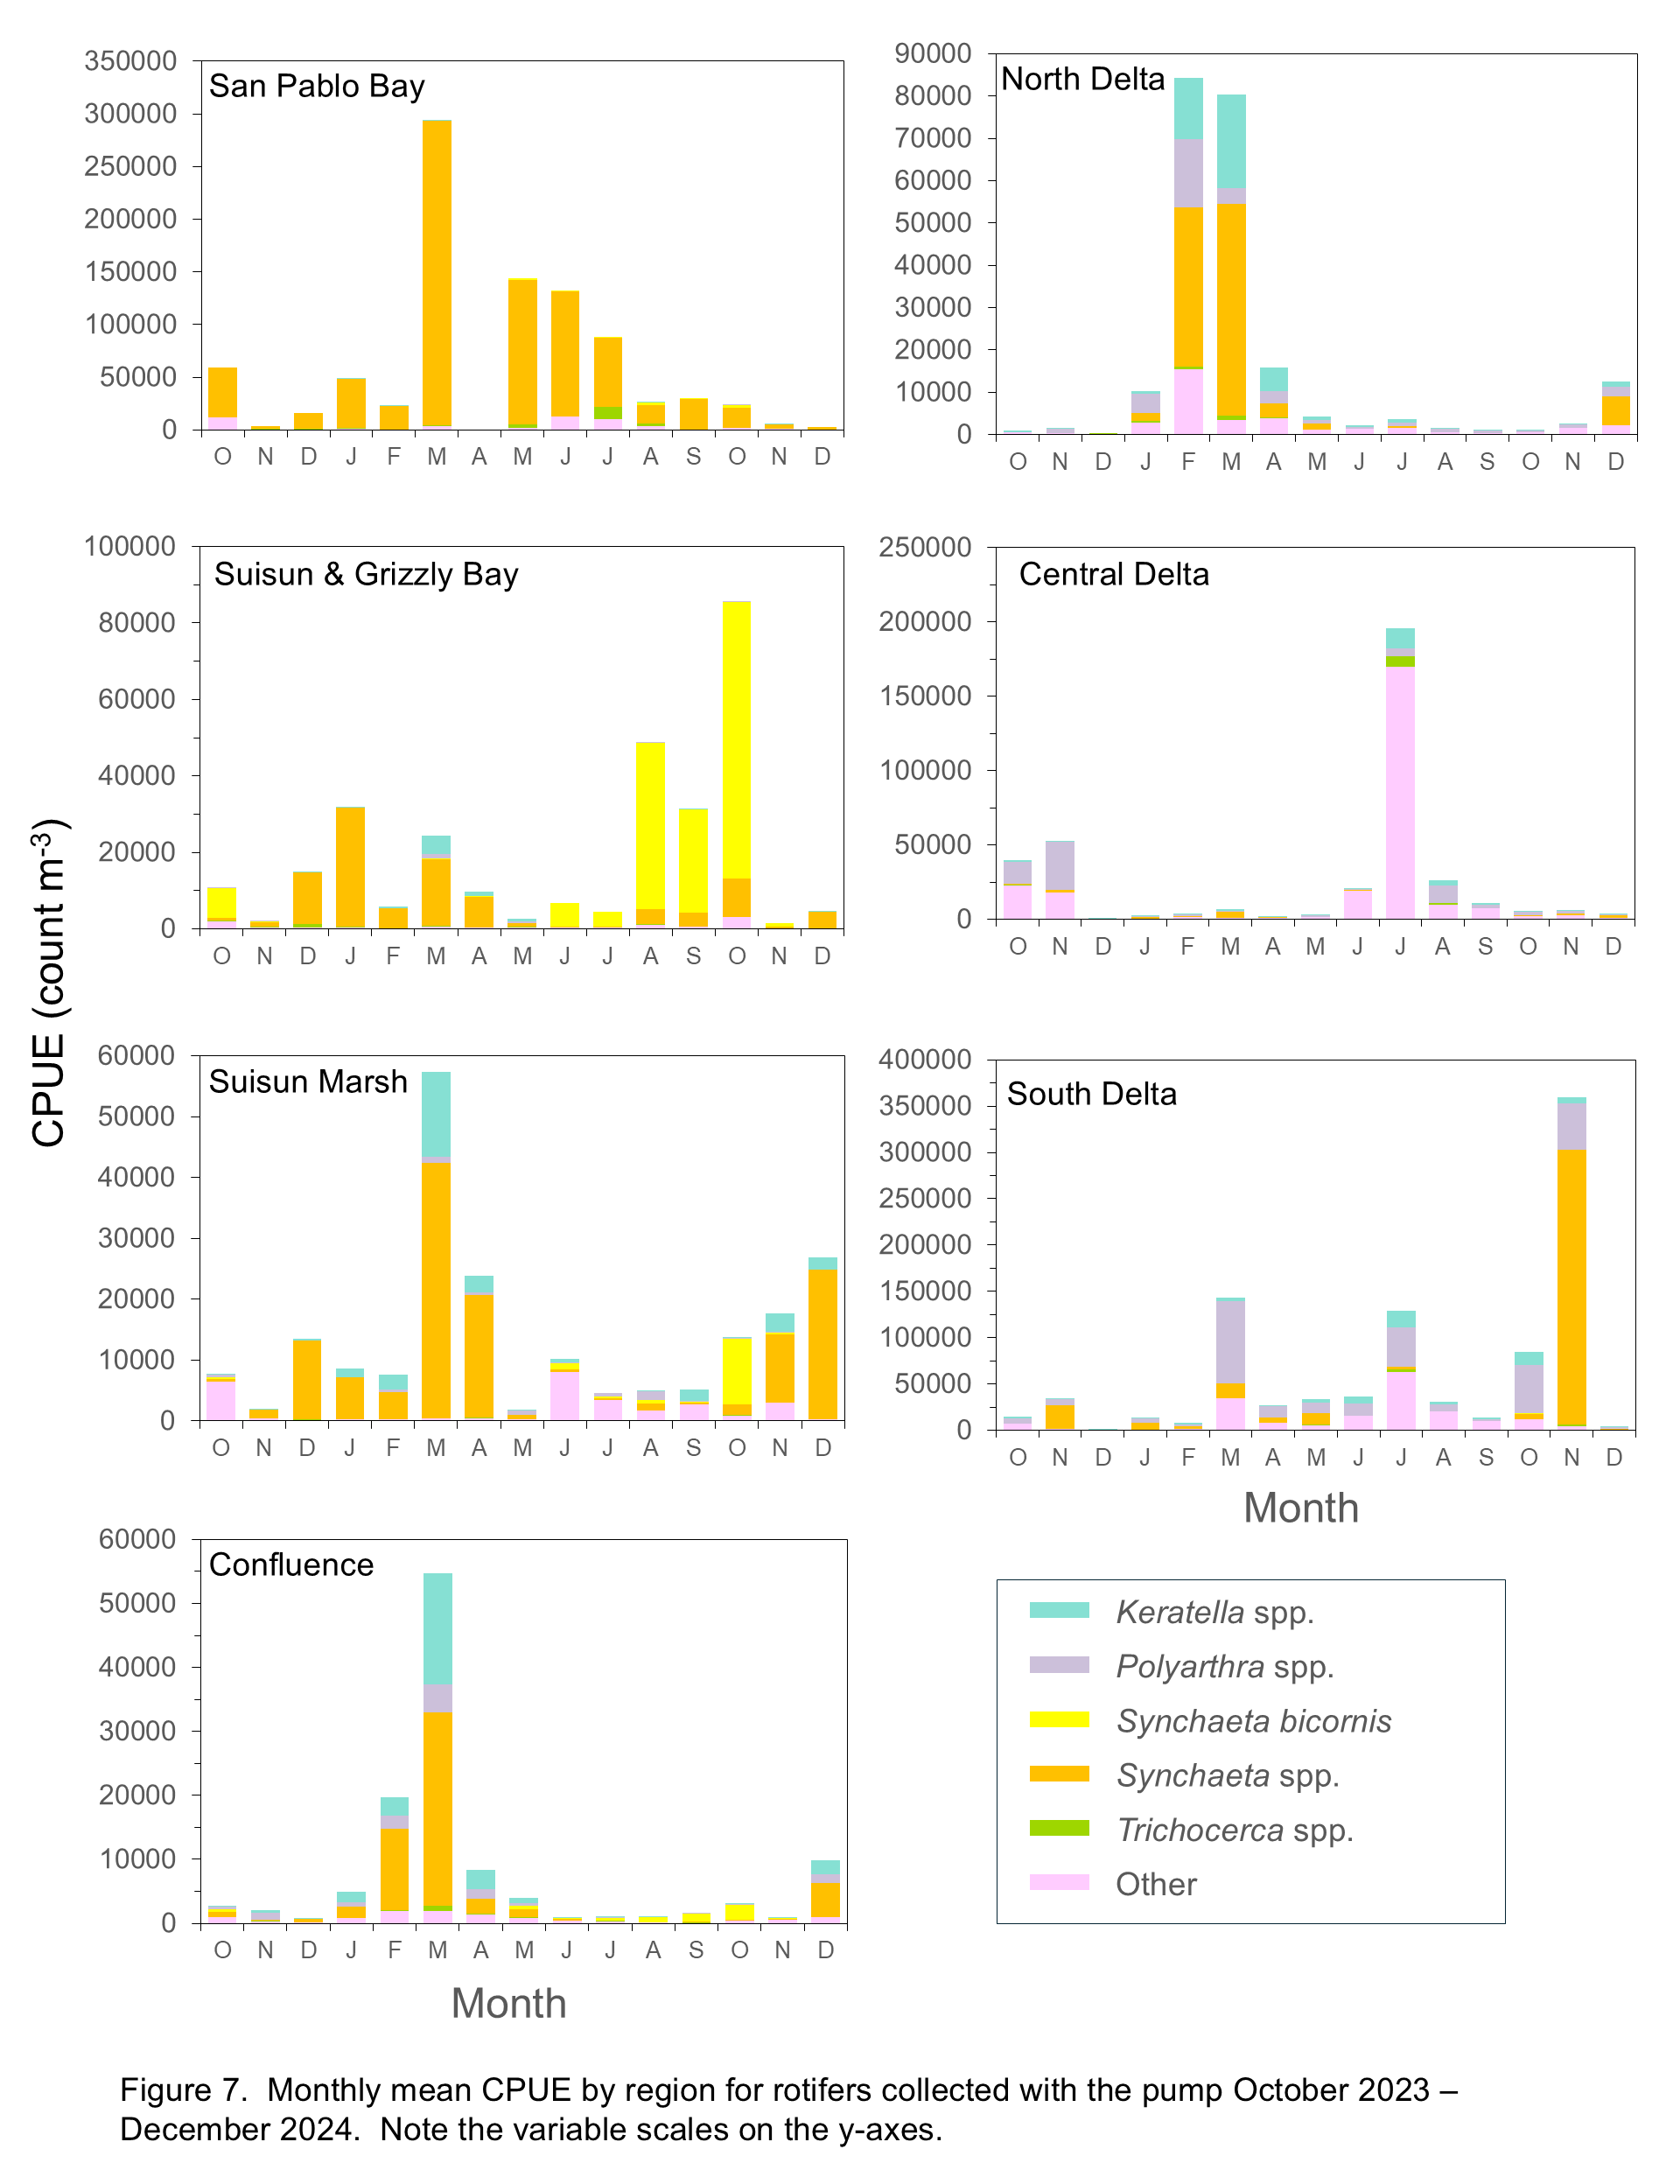 San Pablo Bay
350000
300000
250000
200000
150000
100000
50000
0
O N D J F M A M J J A S O N D
North Delta
90000
80000
70000
60000
50000
40000
30000
20000
10000
0
O N D J F M A M J J A S O N D
Suisun & Grizzly Bay
100000
80000
60000
40000
20000
0
O N D J F M A M J J A S O N D
Central Delta
250000
200000
150000
100000
50000
0
O N D J F M A M J J A S O N D
CPUE (count m-3)
Suisun Marsh
60000
50000
40000
30000
20000
10000
0
O N D J F M A M J J A S O N D
South Delta
400000
350000
300000
250000
200000
150000
100000
50000
0
O N D J F M A M J J A S O N D
Month
Confluence
60000
50000
40000
30000
20000
10000
0
O N D J F M A M J J A S O N D
Month
Keratella spp.
Polyarthra spp.
Synchaeta bicornis
Synchaeta spp.
Trichocerca spp.
Other
Figure 7.  Monthly mean CPUE by region for rotifers collected with the pump October 2023 –
December 2024.  Note the variable scales on the y-axes.